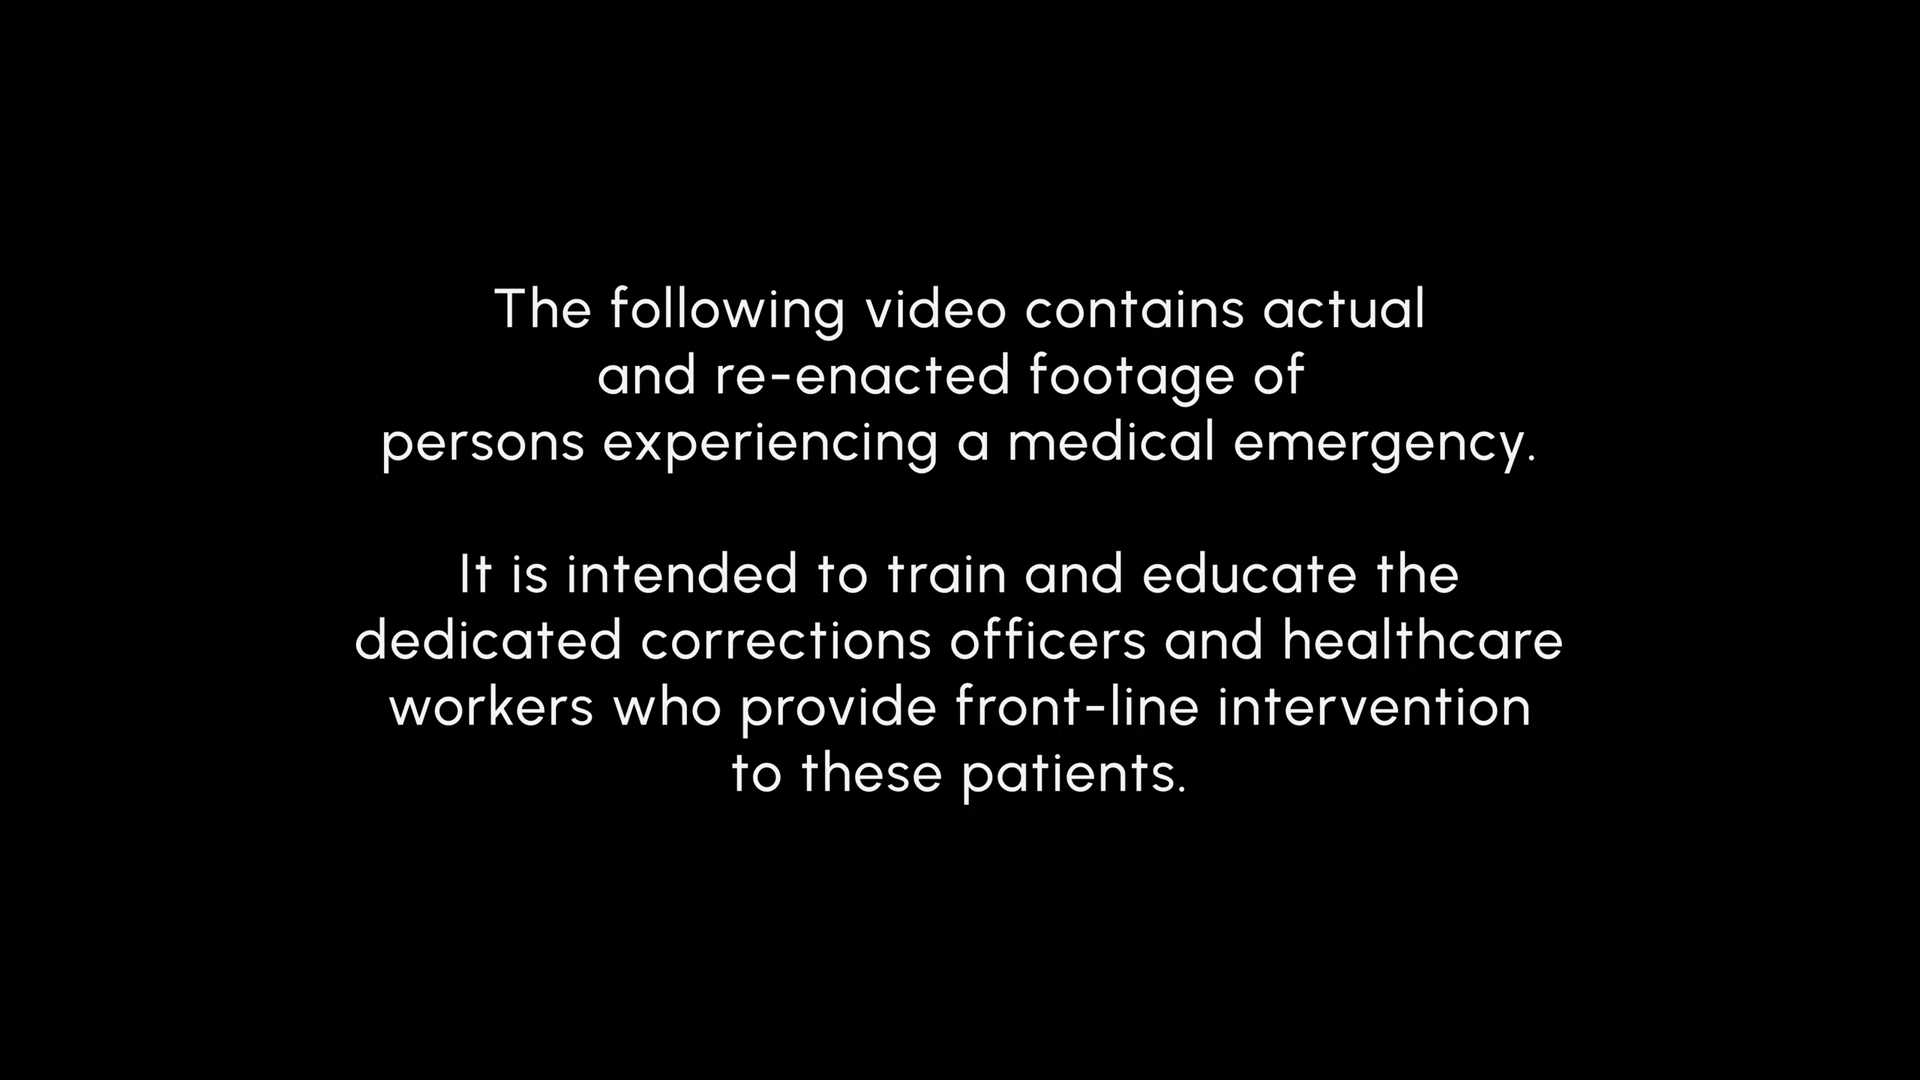 The following video contains actual
and re-enacted footage of
persons experiencing a medical emergency.
It is intended to train and educate the
dedicated corrections officers and healthcare
workers who provide front-line intervention
to these patients.